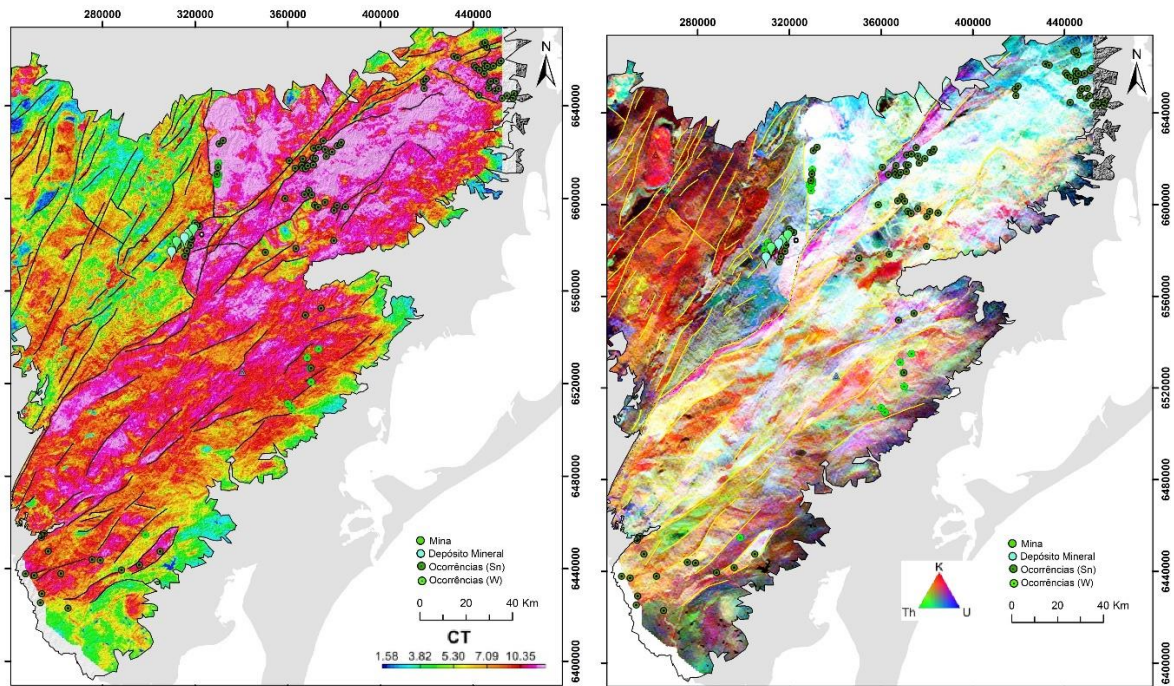 280000 320000 360000 400000 440000
N
6640000
6600000
6560000
6520000
6480000
6440000
6400000
Mina
Depósito Mineral
Ocorrências (Sn)
Ocorrências (W)
0 20 40 Km
CT
1.58 3.82 5.30 7.09 10.35
280000 320000 360000 400000 440000
N
6640000
6600000
6560000
6520000
6480000
6440000
6400000
Mina
Depósito Mineral
Ocorrências (Sn)
Ocorrências (W)
K
Th U
0 20 40 Km